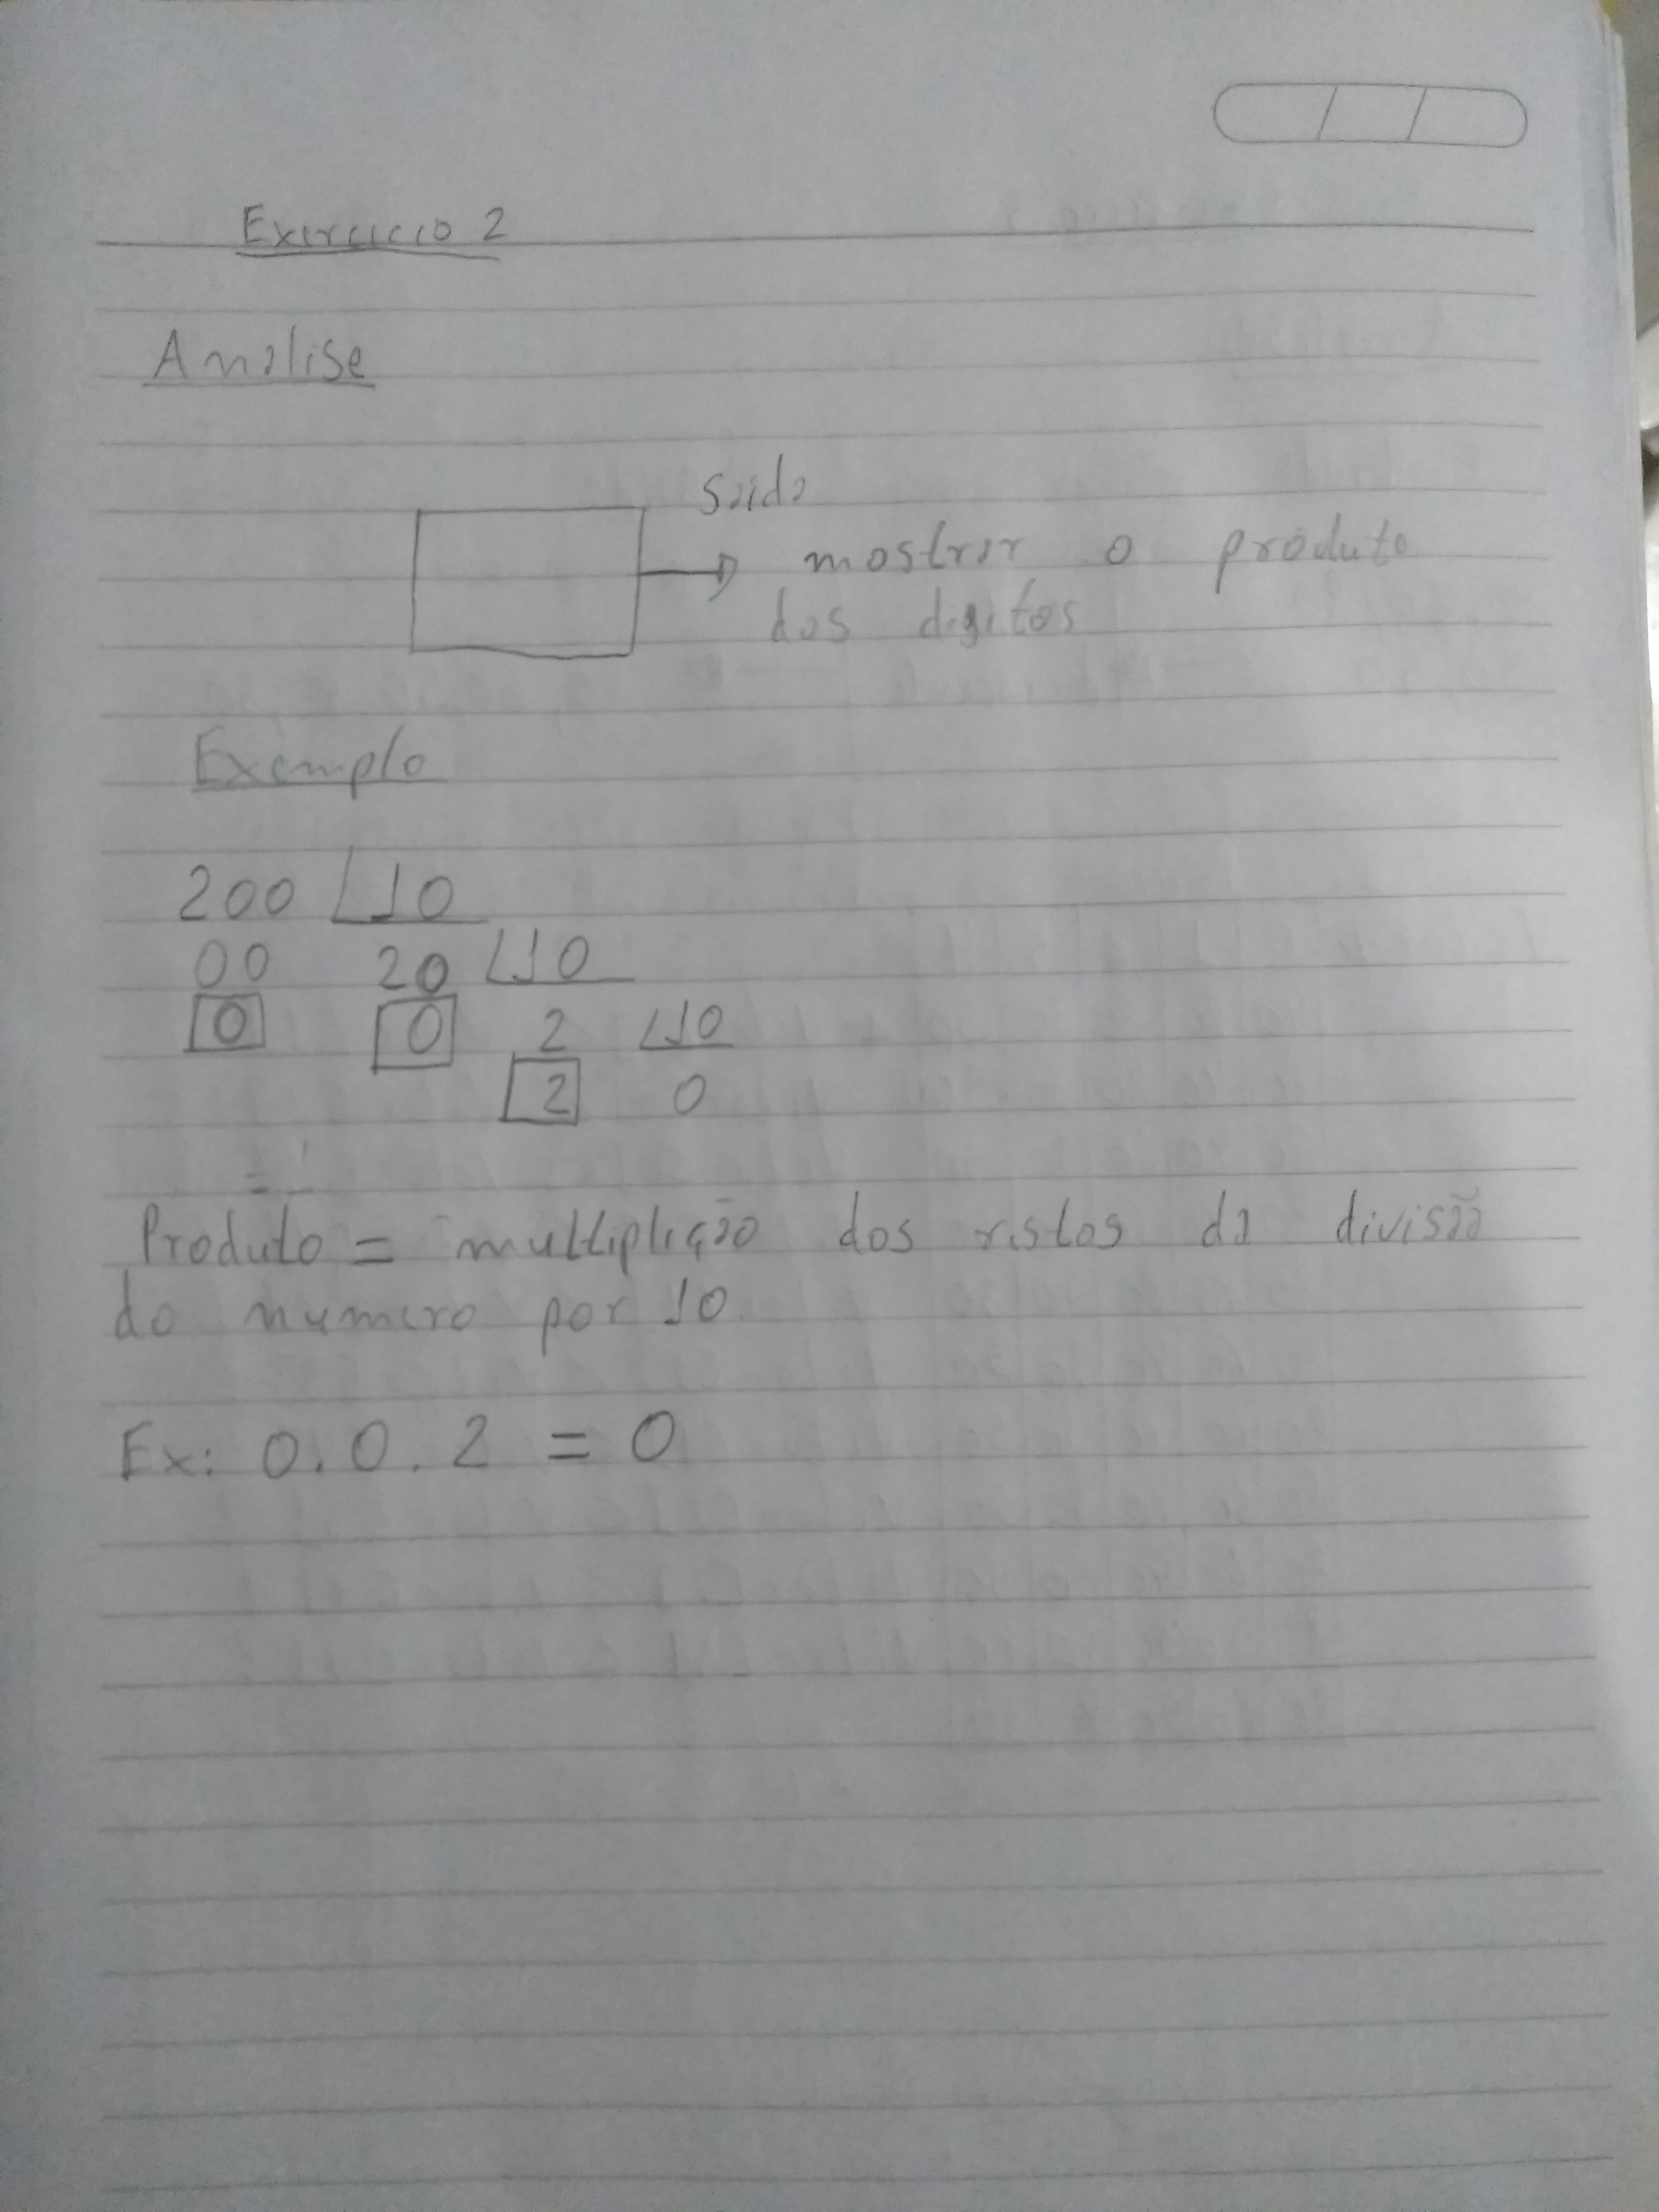 Exercicio 2
Analise
Saida
mostrar o produto
dos digitos
Exemplo
200 10
00 20 10
0 0 2 10
2 0
Produto = multiplição dos restos da divisão
do numero por 10
Ex: 0.0.2 = 0